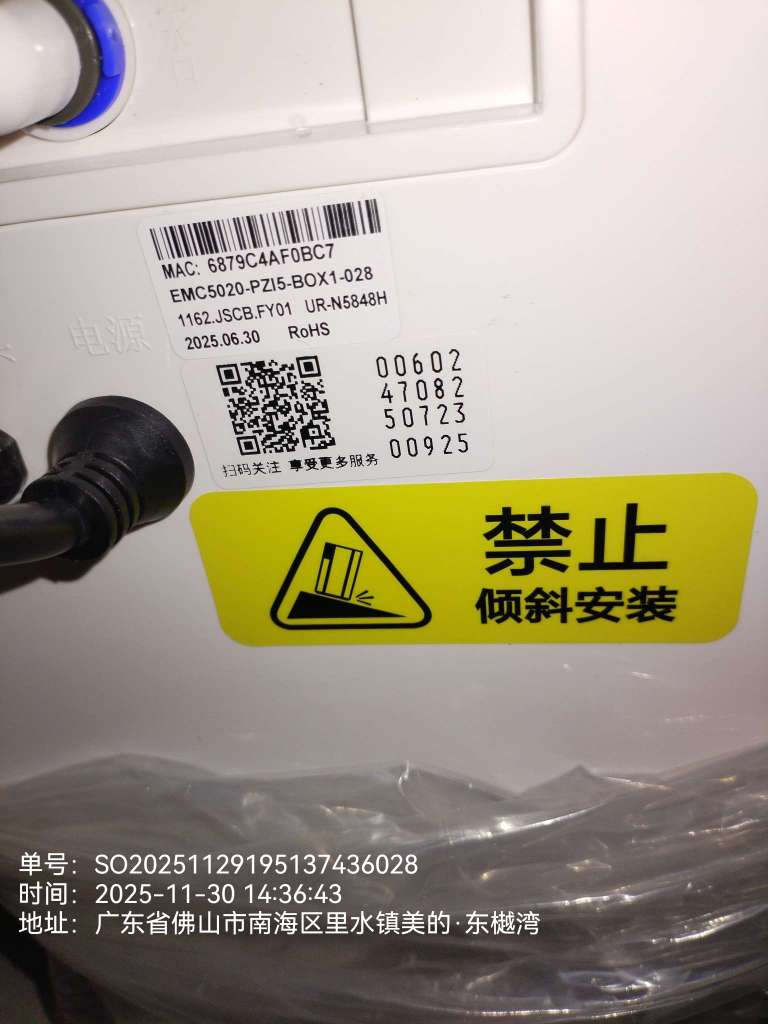 MAC: 6879C4AF0BC7
EMC5020-PZI5-BOX1-028
1162.JSCB.FY01 UR-N5848H
2025.06.30 RoHS
电源
00602
47082
50723
00925
扫码关注 享受更多服务
禁止
倾斜安装
单号: SO20251129195137436028
时间: 2025-11-30 14:36:43
地址: 广东省佛山市南海区里水镇美的·东樾湾